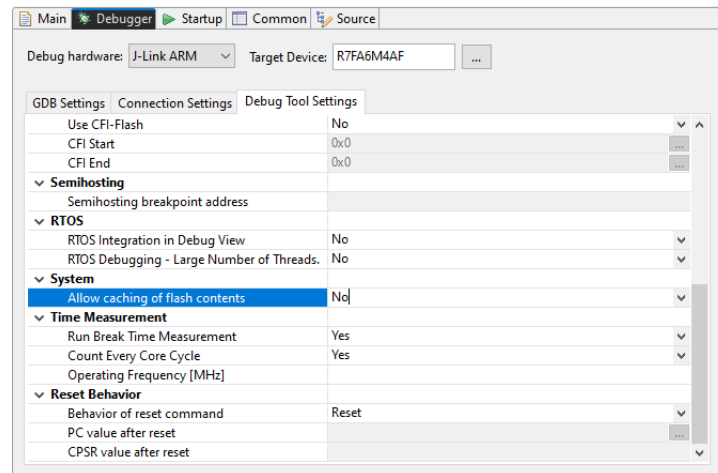 Main Debugger Startup Common Source
Debug hardware: J-Link ARM Target Device: R7FA6M4AF ...
GDB Settings Connection Settings Debug Tool Settings
Use CFI-Flash No
CFI Start 0x0 ...
CFI End 0x0 ...
Semihosting
Semihosting breakpoint address
RTOS
RTOS Integration in Debug View No
RTOS Debugging - Large Number of Threads. No
System
Allow caching of flash contents No
Time Measurement
Run Break Time Measurement Yes
Count Every Core Cycle Yes
Operating Frequency [MHz]
Reset Behavior
Behavior of reset command Reset
PC value after reset ...
CPSR value after reset